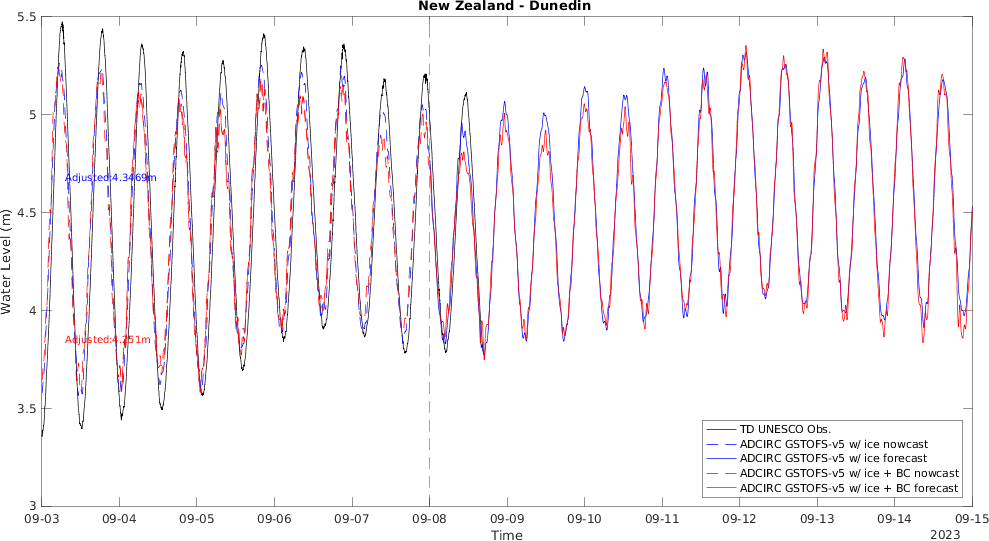 New Zealand - Dunedin
5.5
5
4.5
4
3.5
3
Water Level (m)
Adjusted:4.3469m
Adjusted:4.251m
TD UNESCO Obs.
ADCIRC GSTOFS-v5 w/ ice nowcast
ADCIRC GSTOFS-v5 w/ ice forecast
ADCIRC GSTOFS-v5 w/ ice + BC nowcast
ADCIRC GSTOFS-v5 w/ ice + BC forecast
09-03 09-04 09-05 09-06 09-07 09-08 09-09 09-10 09-11 09-12 09-13 09-14 09-15
Time
2023